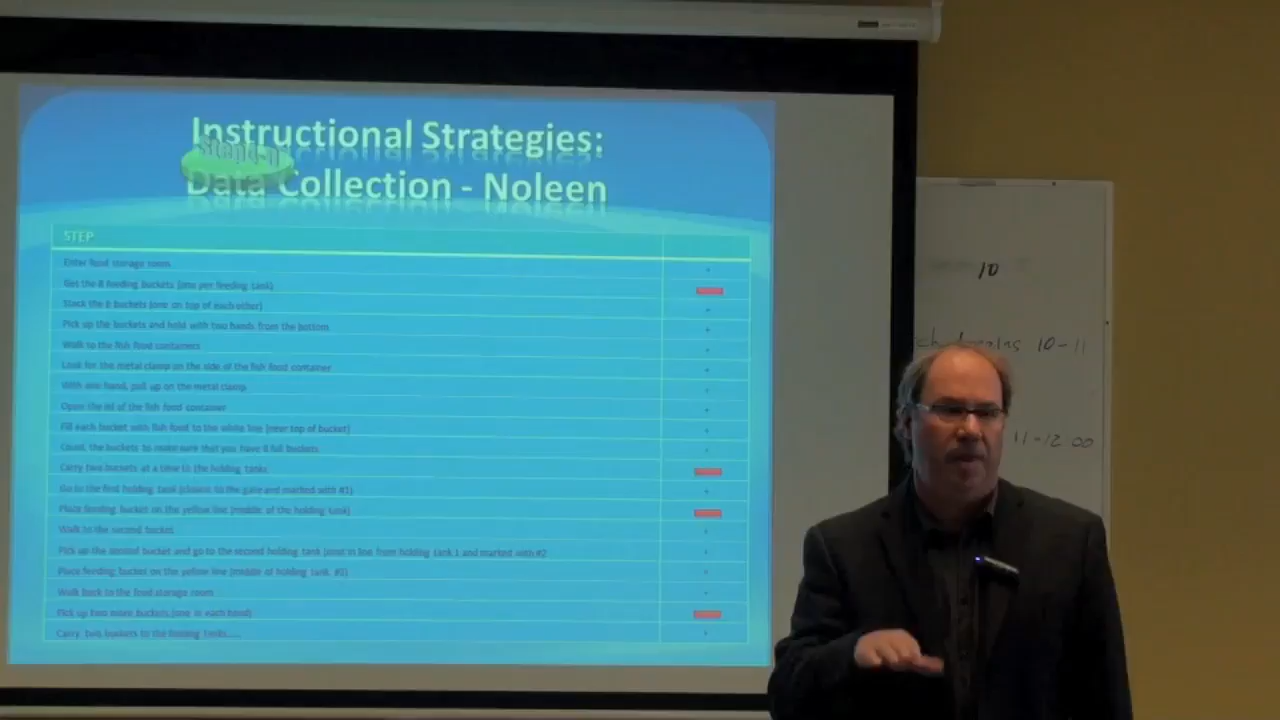 Instructional Strategies:
Data Collection - Noleen
STEP
Enter food storage room
Get the 8 feeding buckets (one per feeding tank)
Stack the 8 buckets (one on top of each other)
Pick up the buckets and hold with two hands from the bottom
Walk to the fish food containers
Look for the metal clamp on the side of the fish food container
With one hand, pull up on the metal clamp
Open the lid of the fish food container
Fill each bucket with fish food to the white line (near top of bucket)
Count the buckets to make sure that you have 8 full buckets
Carry two bucket at a time to the holding tanks
Go to the first holding tank (closest to the gate and marked with #1)
Place feeding bucket on the yellow line (middle of the holding tank)
Walk to the second bucket
Pick up the second bucket and go to the second holding tank (next in line from holding tank 1 and marked with #2
Place feeding bucket on the yellow line (middle of holding tank #2)
Walk back to the food storage room
Pick up two more buckets (one in each hand)
Carry two buckets to the feeding tanks.....
10
10-11
11-12 00